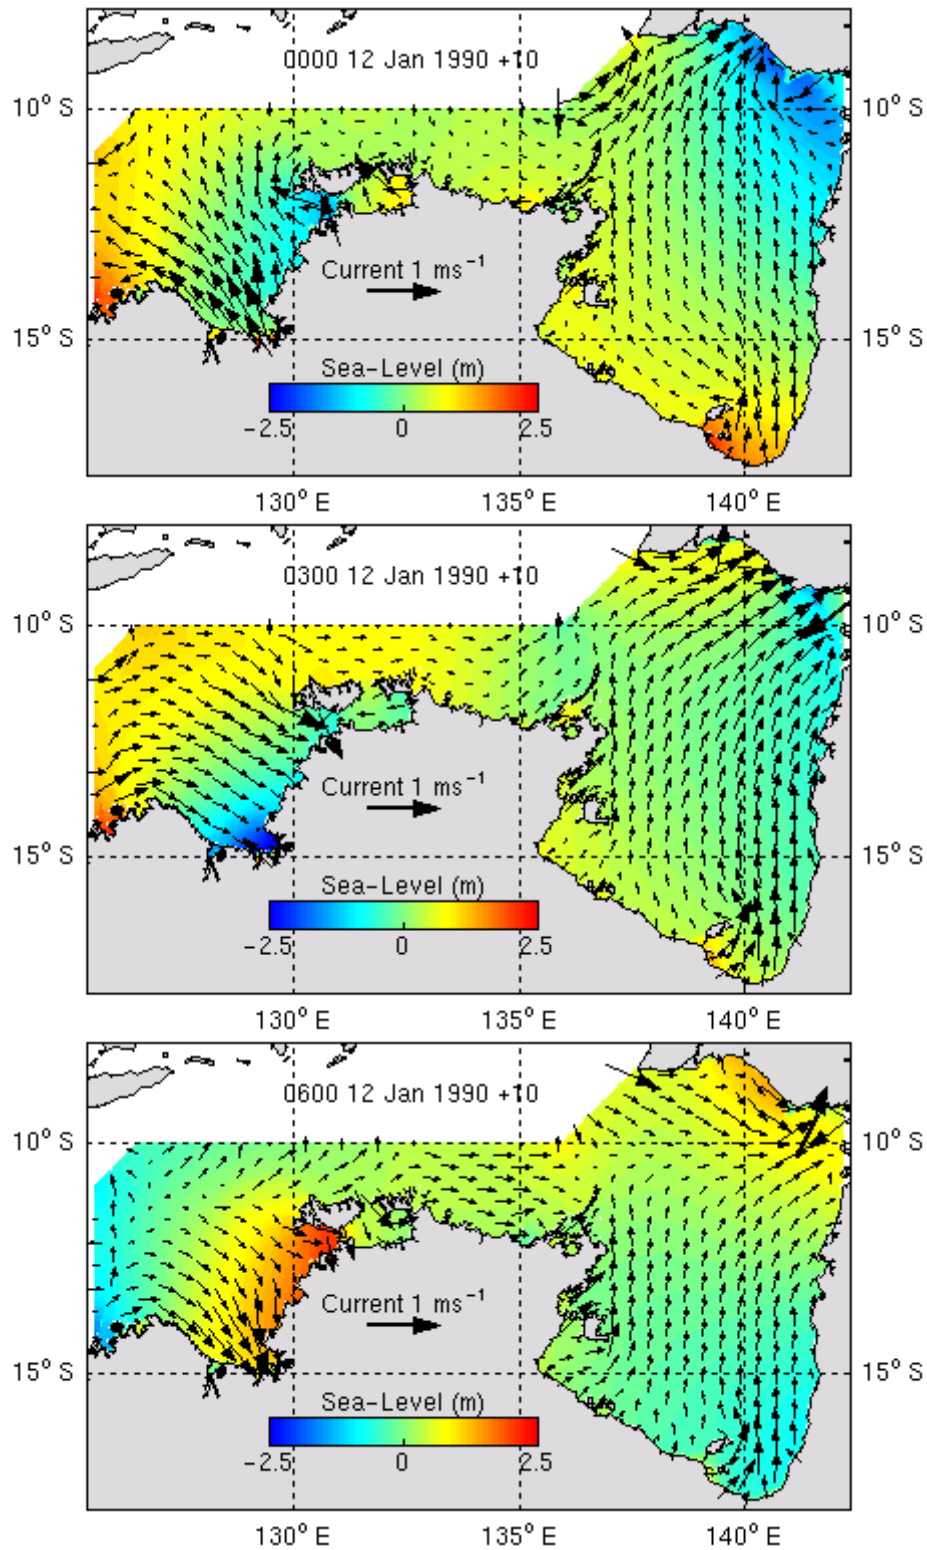 0000 12 Jan 1990 +10
10° S 10° S
Current 1 ms⁻¹
15° S 15° S
Sea-Level (m)
-2.5 0 2.5
130° E 135° E 140° E
0300 12 Jan 1990 +10
10° S 10° S
Current 1 ms⁻¹
15° S 15° S
Sea-Level (m)
-2.5 0 2.5
130° E 135° E 140° E
0600 12 Jan 1990 +10
10° S 10° S
Current 1 ms⁻¹
15° S 15° S
Sea-Level (m)
-2.5 0 2.5
130° E 135° E 140° E